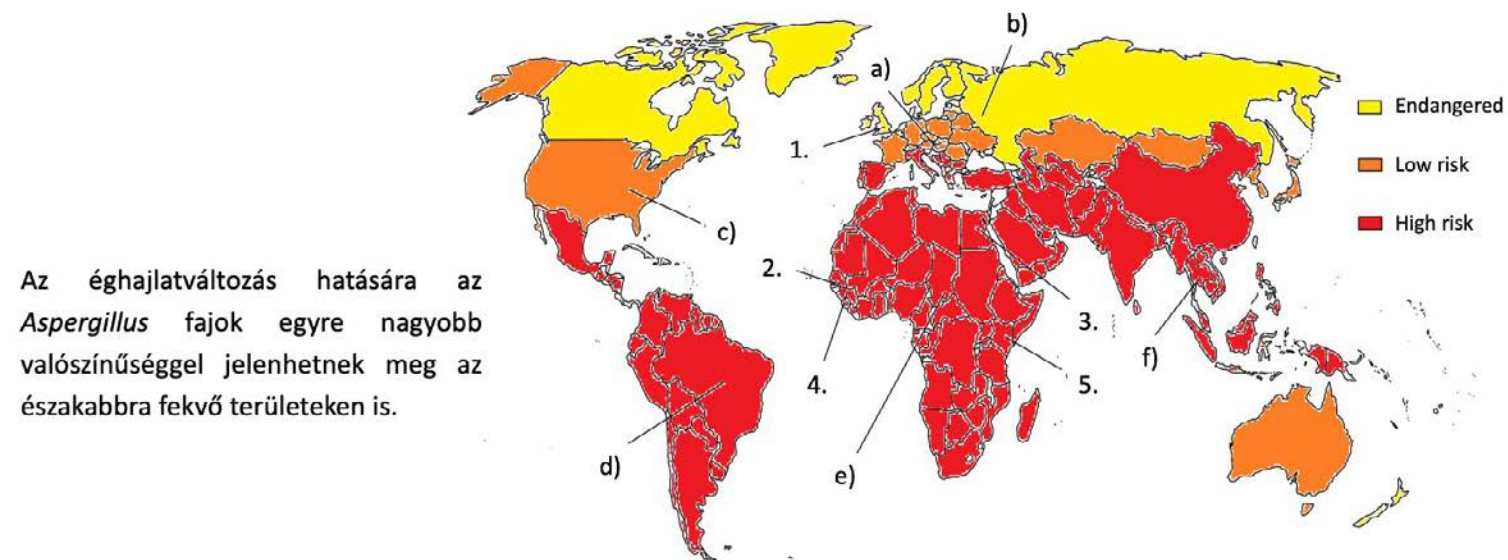 b)
a)
Endangered
1.
Low risk
c)
High risk
2.
Az éghajlatváltozás hatására az
Aspergillus fajok egyre nagyobb
valószínűséggel jelenhetnek meg az
északabbra fekvő területeken is.
3.
f)
4.
5.
d)
e)